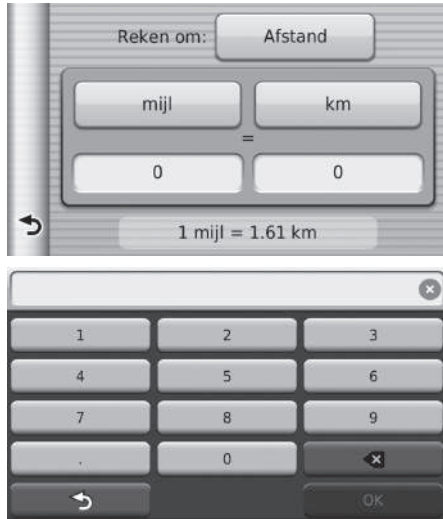 Reken om: Afstand
mijl km
=
0 0
1 mijl = 1.61 km
1 2 3
4 5 6
7 8 9
. 0
OK